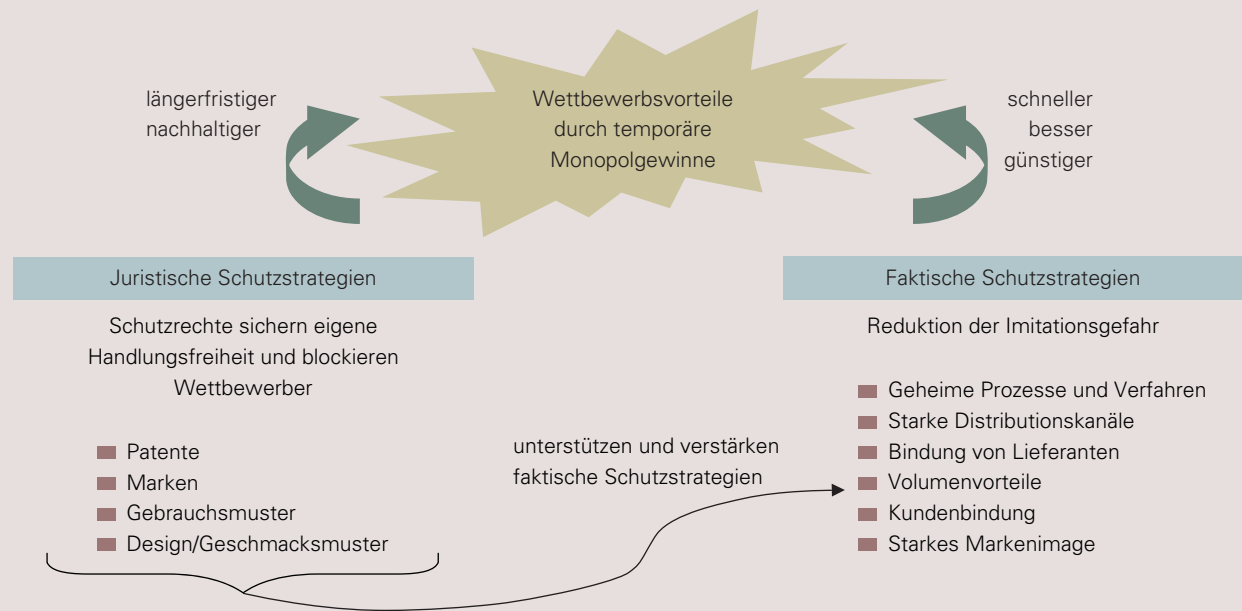 längerfristiger
nachhaltiger
Wettbewerbsvorteile
durch temporäre
Monopolgewinne
schneller
besser
günstiger
Juristische Schutzstrategien
Schutzrechte sichern eigene
Handlungsfreiheit und blockieren
Wettbewerber
Patente
Marken
Gebrauchsmuster
Design/Geschmacksmuster
unterstützen und verstärken
faktische Schutzstrategien
Faktische Schutzstrategien
Reduktion der Imitationsgefahr
Geheime Prozesse und Verfahren
Starke Distributionskanäle
Bindung von Lieferanten
Volumenvorteile
Kundenbindung
Starkes Markenimage